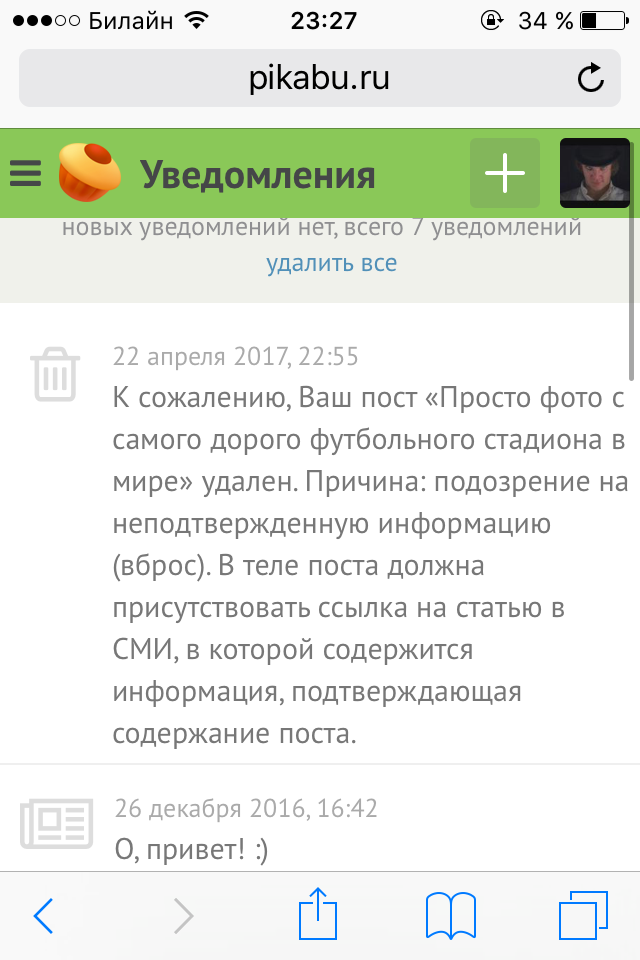 Билайн 23:27 34 %
pikabu.ru
Уведомления
новых уведомлений нет, всего 7 уведомлений
удалить все
22 апреля 2017, 22:55
К сожалению, Ваш пост «Просто фото с
самого дорого футбольного стадиона в
мире» удален. Причина: подозрение на
неподтвержденную информацию
(вброс). В теле поста должна
присутствовать ссылка на статью в
СМИ, в которой содержится
информация, подтверждающая
содержание поста.
26 декабря 2016, 16:42
О, привет! :)